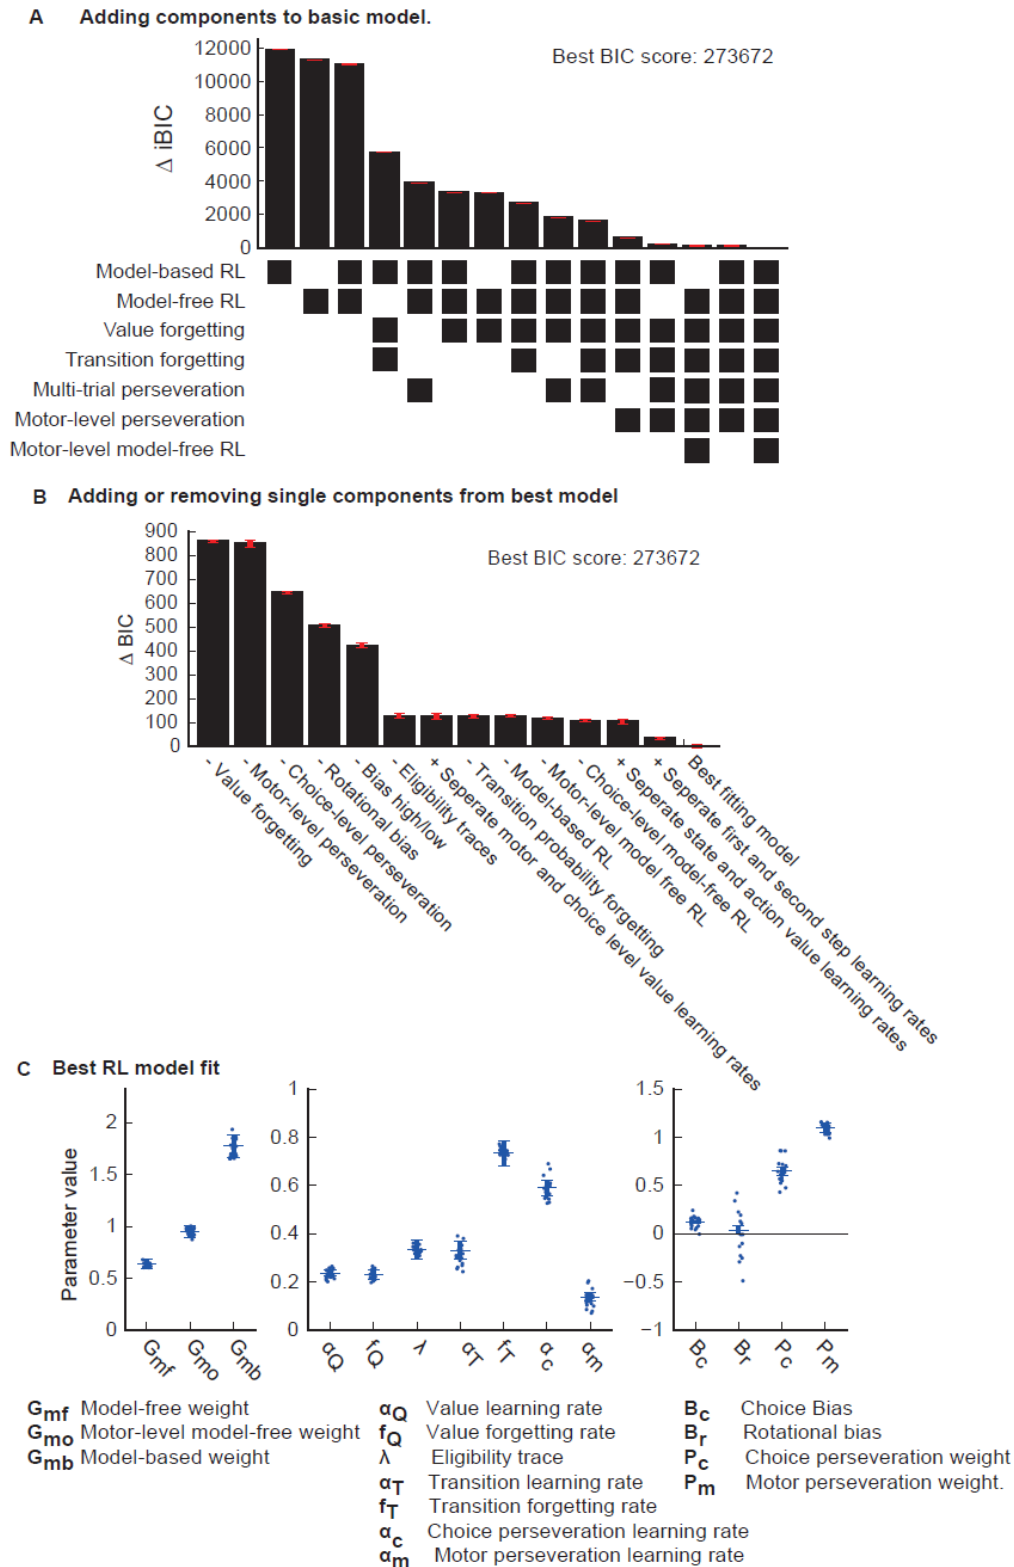 A Adding components to basic model.
Best BIC score: 273672
Δ iBIC
12000
10000
8000
6000
4000
2000
0
Model-based RL
Model-free RL
Value forgetting
Transition forgetting
Multi-trial perseveration
Motor-level perseveration
Motor-level model-free RL
B Adding or removing single components from best model
Best BIC score: 273672
Δ BIC
900
800
700
600
500
400
300
200
100
0
- Value forgetting
- Motor-level perseveration
- Choice-level perseveration
- Rotational bias
- Bias high/low
- Eligibility traces
+ Seperate motor and choice level value learning rates
- Transition probability forgetting
- Model-based RL
- Motor-level model free RL
- Choice-level model-free RL
+ Seperate state and action value learning rates
+ Seperate first and second step learning rates
Best fitting model
C Best RL model fit
Parameter value
2
1.5
1
0.5
0
Gmf
Gmo
Gmb
1
0.8
0.6
0.4
0.2
0
αQ
fQ
λ
αT
fT
αc
αm
1.5
1
0.5
0
−0.5
−1
Bc
Br
Pc
Pm
Gmf Model-free weight
Gmo Motor-level model-free weight
Gmb Model-based weight
αQ Value learning rate
fQ Value forgetting rate
λ Eligibility trace
αT Transition learning rate
fT Transition forgetting rate
αc Choice perseveration learning rate
αm Motor perseveration learning rate
Bc Choice Bias
Br Rotational bias
Pc Choice perseveration weight
Pm Motor perseveration weight.